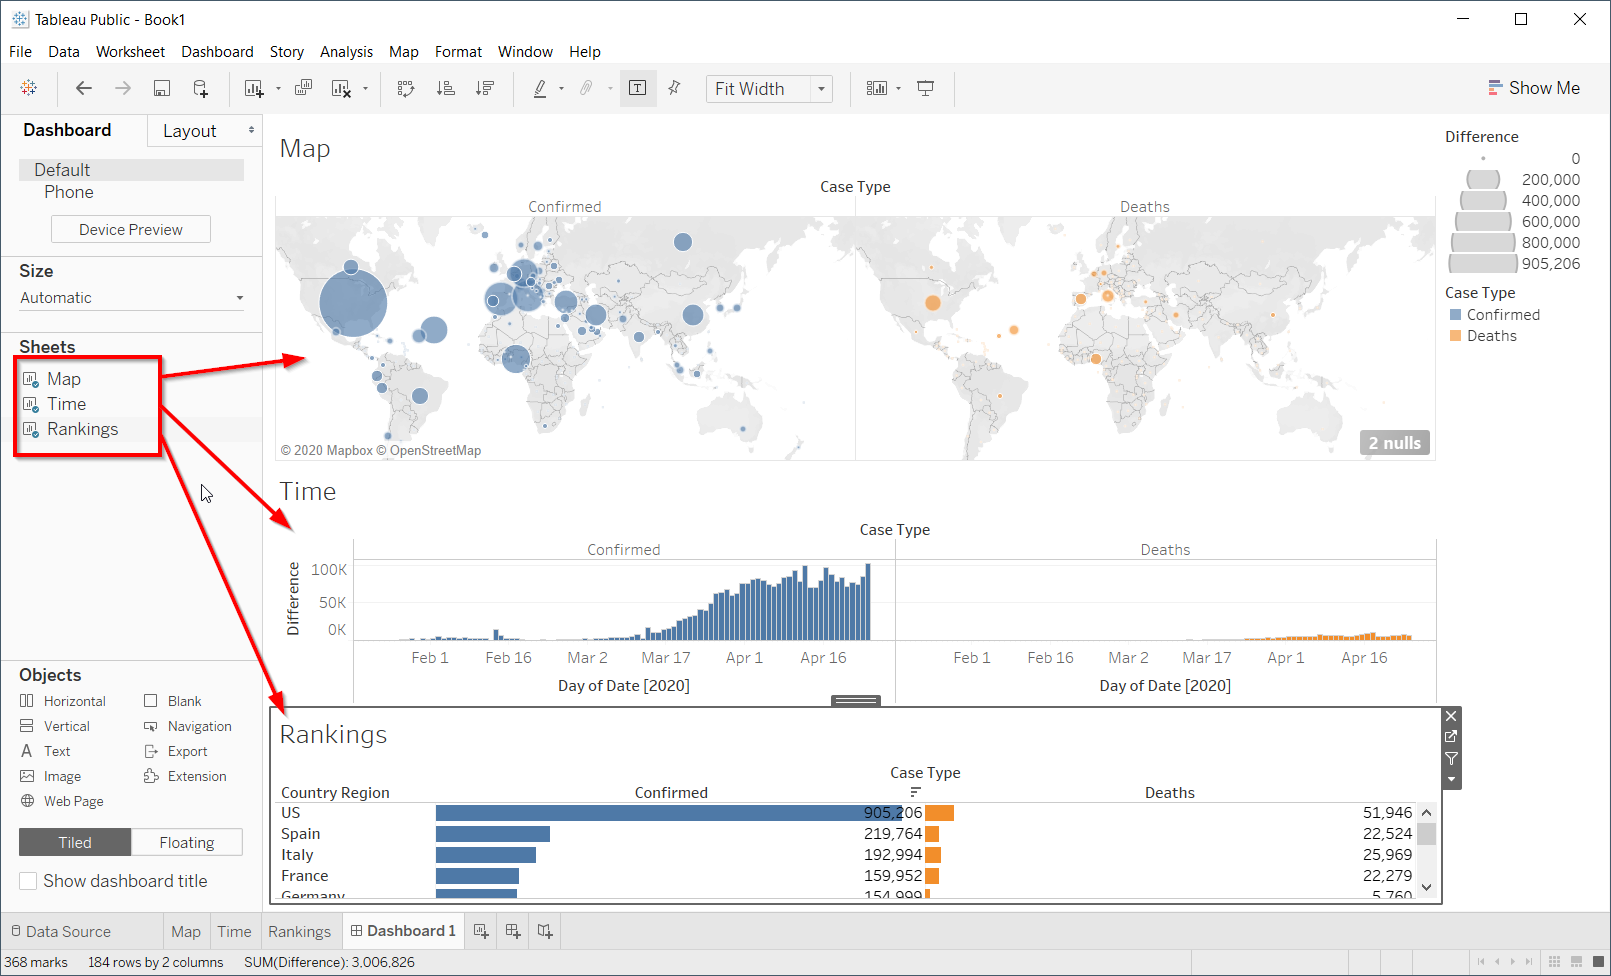 Tableau Public - Book1
File Data Worksheet Dashboard Story Analysis Map Format Window Help
T Fit Width Show Me
Dashboard Layout
Default
Phone
Device Preview
Size
Automatic
Sheets
Map
Time
Rankings
Objects
Horizontal Blank
Vertical Navigation
A Text Export
Image Extension
Web Page
Tiled Floating
Show dashboard title
Map
Case Type
Confirmed Deaths
© 2020 Mapbox © OpenStreetMap
2 nulls
Difference
0
200,000
400,000
600,000
800,000
905,206
Case Type
Confirmed
Deaths
Time
Case Type
Confirmed Deaths
Difference
100K
50K
0K
Feb 1 Feb 16 Mar 2 Mar 17 Apr 1 Apr 16 Feb 1 Feb 16 Mar 2 Mar 17 Apr 1 Apr 16
Day of Date [2020] Day of Date [2020]
Rankings
Case Type
Country Region Confirmed Deaths
US 905,206 51,946
Spain 219,764 22,524
Italy 192,994 25,969
France 159,952 22,279
Germany 154,999 5,760
Data Source Map Time Rankings Dashboard 1
368 marks 184 rows by 2 columns SUM(Difference): 3,006,826